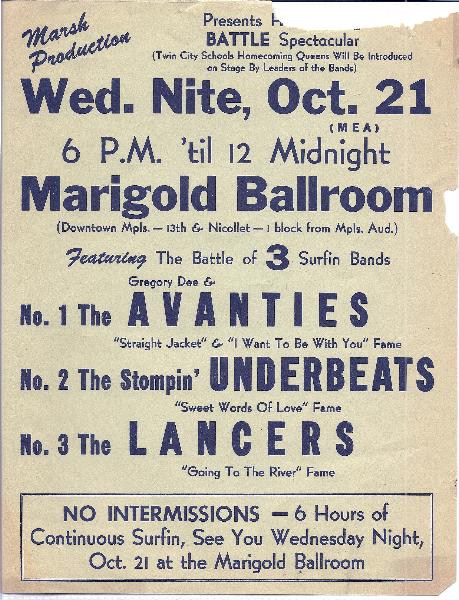 Marsh
Production
Presents
BATTLE Spectacular
(Twin City Schools Homecoming Queens Will Be Introduced
on Stage By Leaders of the Bands)
Wed. Nite, Oct. 21
(MEA)
6 P.M. 'til 12 Midnight
Marigold Ballroom
(Downtown Mpls. — 13th & Nicollet — 1 block from Mpls. Aud.)
Featuring The Battle of 3 Surfin Bands
Gregory Dee &
No. 1 The AVANTIES
"Straight Jacket" & "I Want To Be With You" Fame
No. 2 The Stompin' UNDERBEATS
"Sweet Words Of Love" Fame
No. 3 The LANCERS
"Going To The River" Fame
NO INTERMISSIONS — 6 Hours of
Continuous Surfin, See You Wednesday Night,
Oct. 21 at the Marigold Ballroom